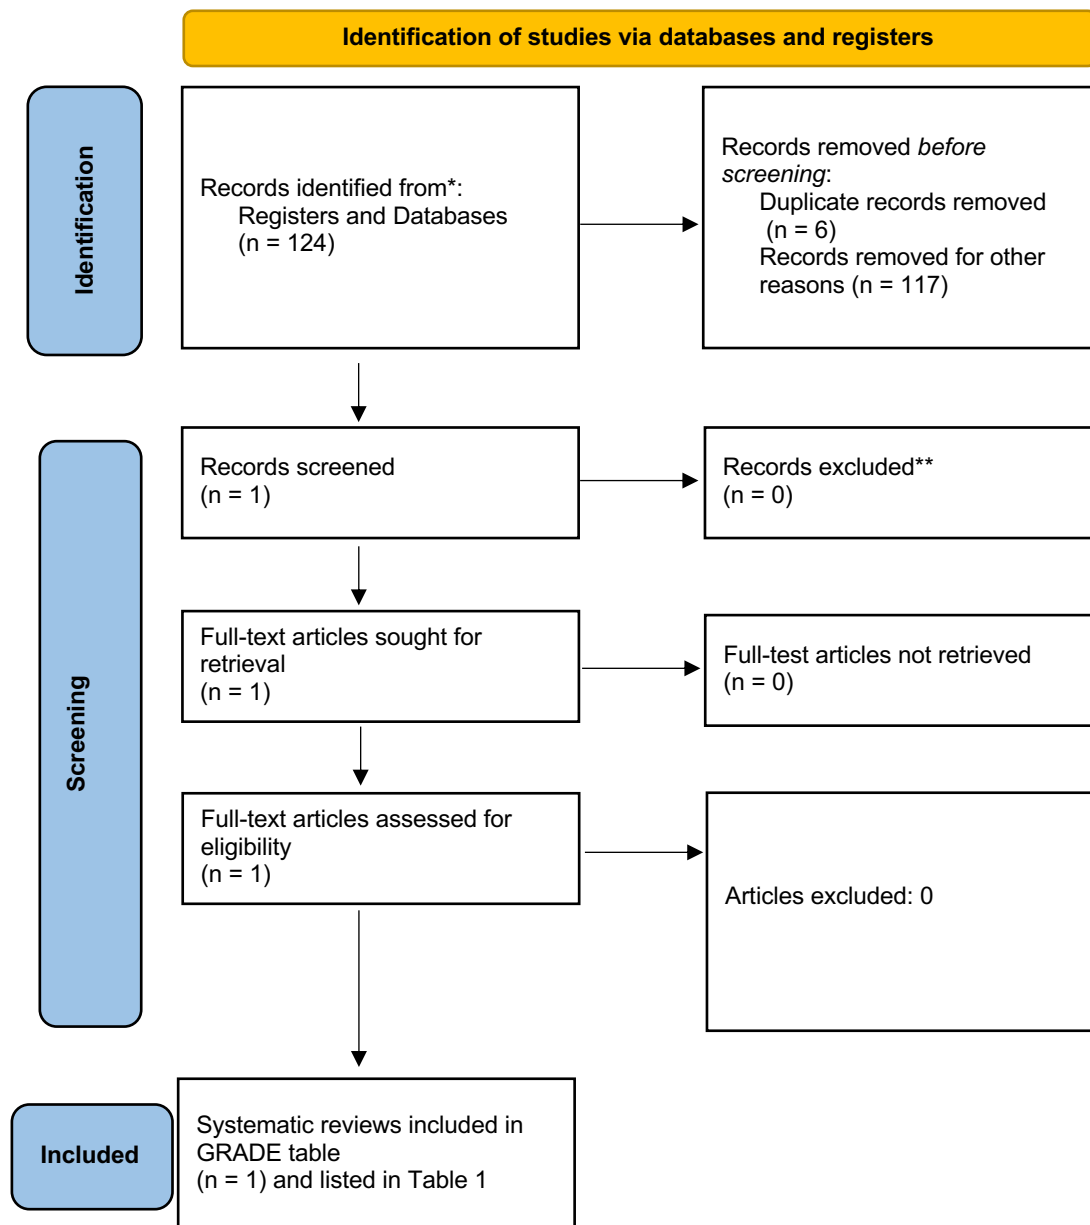 Identification of studies via databases and registers
Identification
Records identified from*:
Registers and Databases
(n = 124)
Records removed before
screening:
Duplicate records removed
(n = 6)
Records removed for other
reasons (n = 117)
Screening
Records screened
(n = 1)
Records excluded**
(n = 0)
Full-text articles sought for
retrieval
(n = 1)
Full-test articles not retrieved
(n = 0)
Full-text articles assessed for
eligibility
(n = 1)
Articles excluded: 0
Included
Systematic reviews included in
GRADE table
(n = 1) and listed in Table 1